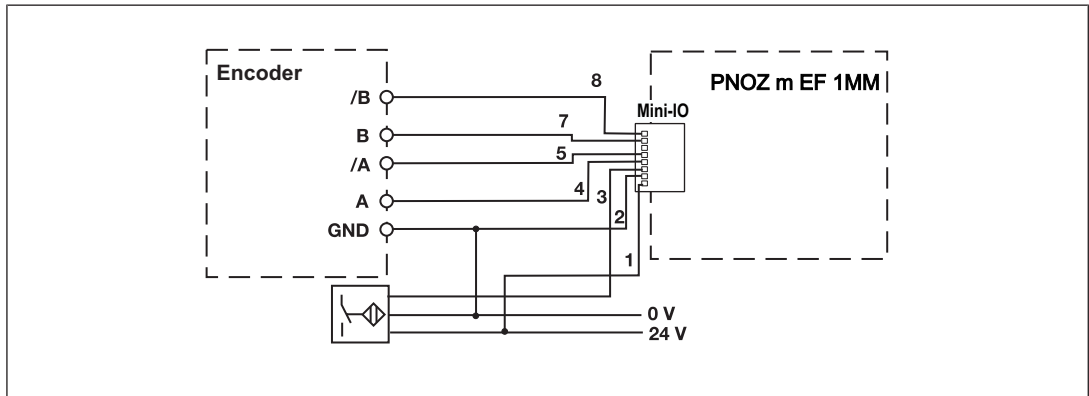 Encoder
PNOZ m EF 1MM
Mini-IO
/B
8
B
7
/A
5
A
4
3
GND
2
1
0 V
24 V